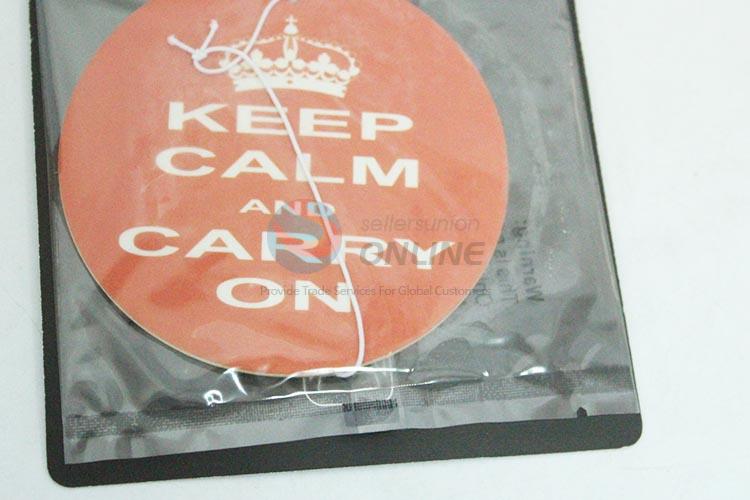 KEEP
CALM
AND
CARRY
ON
sellersunion
ONLINE
Provide Trade Services For Global Customers